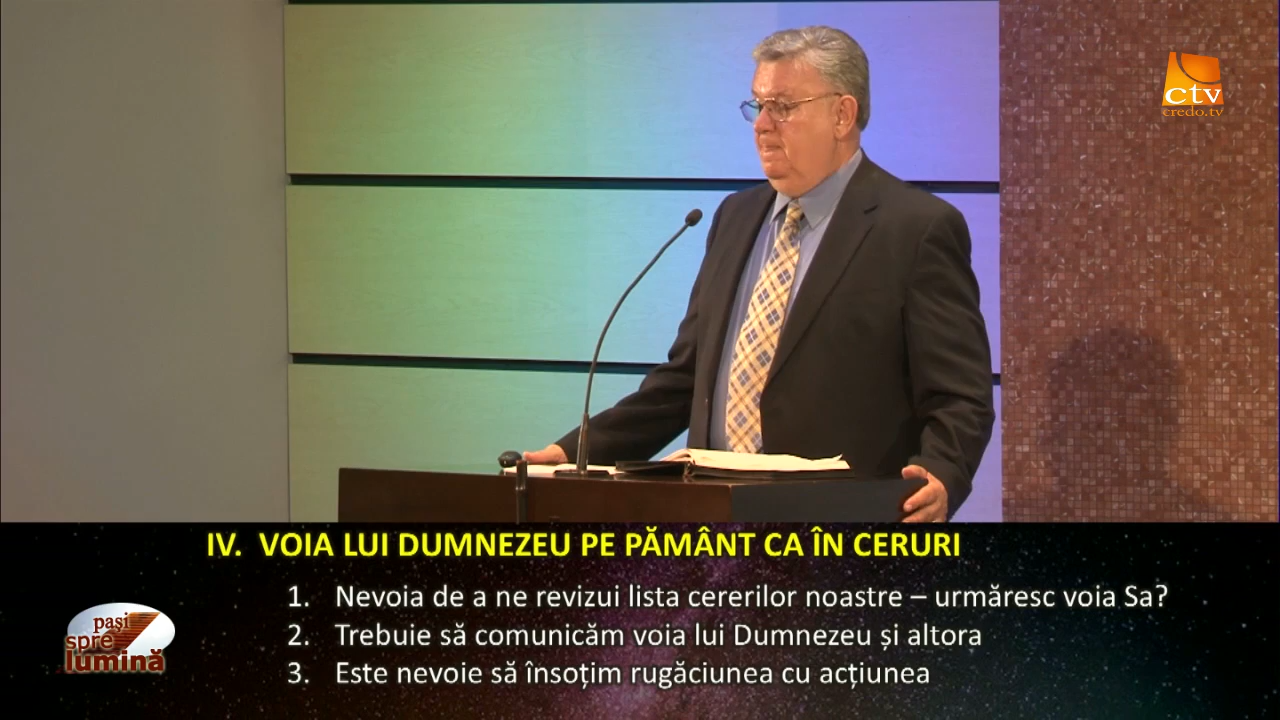 ctv
credo.tv
IV. VOIA LUI DUMNEZEU PE PĂMÂNT CA ÎN CERURI
1. Nevoia de a ne revizui lista cererilor noastre – urmăresc voia Sa?
2. Trebuie să comunicăm voia lui Dumnezeu și altora
3. Este nevoie să însoțim rugăciunea cu acțiunea
pași
spre
lumină